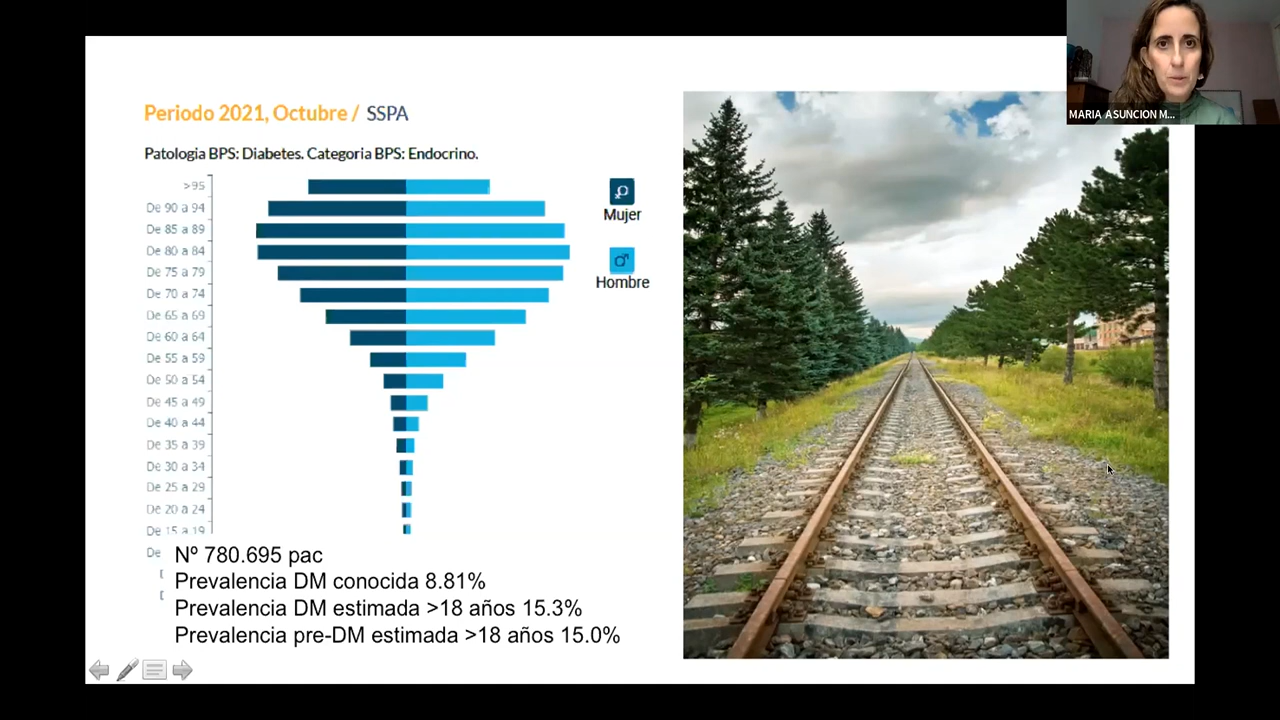 MARIA ASUNCION M...
Periodo 2021, Octubre / SSPA
Patologia BPS: Diabetes. Categoria BPS: Endocrino.
>95
De 90 a 94
De 85 a 89
De 80 a 84
De 75 a 79
De 70 a 74
De 65 a 69
De 60 a 64
De 55 a 59
De 50 a 54
De 45 a 49
De 40 a 44
De 35 a 39
De 30 a 34
De 25 a 29
De 20 a 24
De 15 a 19
De
Mujer
Hombre
Nº 780.695 pac
Prevalencia DM conocida 8.81%
Prevalencia DM estimada >18 años 15.3%
Prevalencia pre-DM estimada >18 años 15.0%